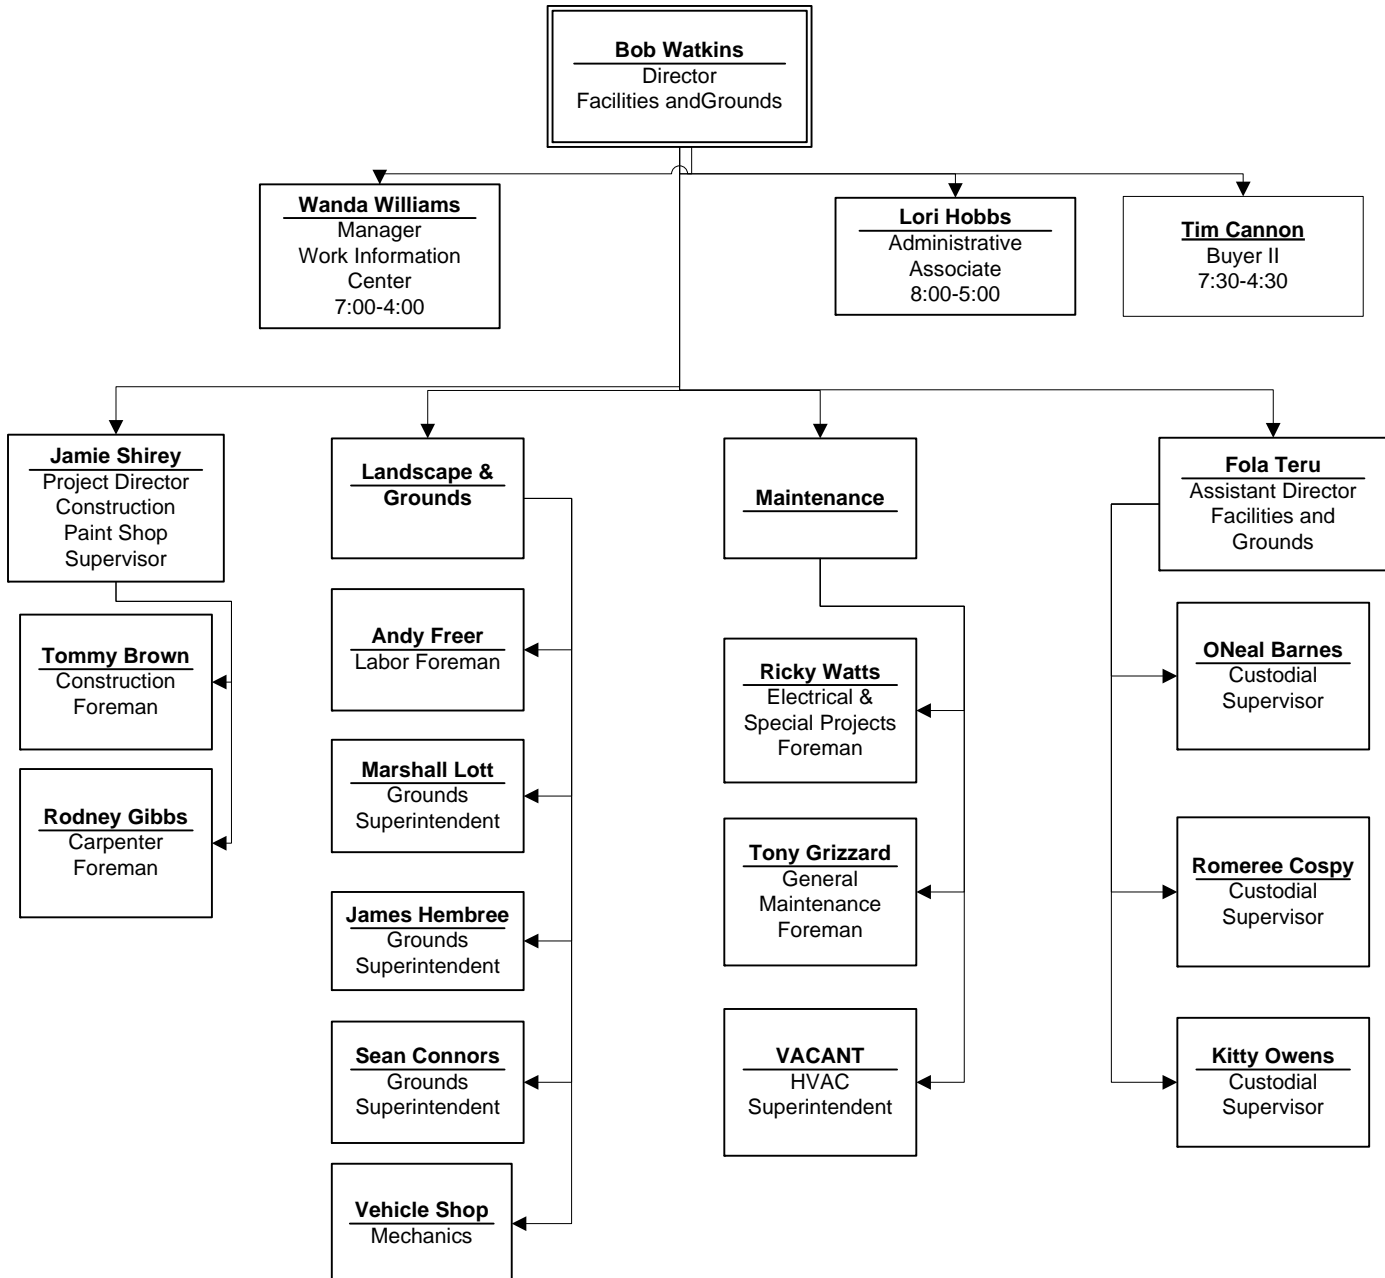 Bob Watkins
Director
Facilities andGrounds
Wanda Williams
Manager
Work Information
Center
7:00-4:00
Lori Hobbs
Administrative
Associate
8:00-5:00
Tim Cannon
Buyer II
7:30-4:30
Jamie Shirey
Project Director
Construction
Paint Shop
Supervisor
Tommy Brown
Construction
Foreman
Rodney Gibbs
Carpenter
Foreman
Landscape &
Grounds
Andy Freer
Labor Foreman
Marshall Lott
Grounds
Superintendent
James Hembree
Grounds
Superintendent
Sean Connors
Grounds
Superintendent
Vehicle Shop
Mechanics
Maintenance
Ricky Watts
Electrical &
Special Projects
Foreman
Tony Grizzard
General
Maintenance
Foreman
VACANT
HVAC
Superintendent
Fola Teru
Assistant Director
Facilities and
Grounds
ONeal Barnes
Custodial
Supervisor
Romeree Cospy
Custodial
Supervisor
Kitty Owens
Custodial
Supervisor